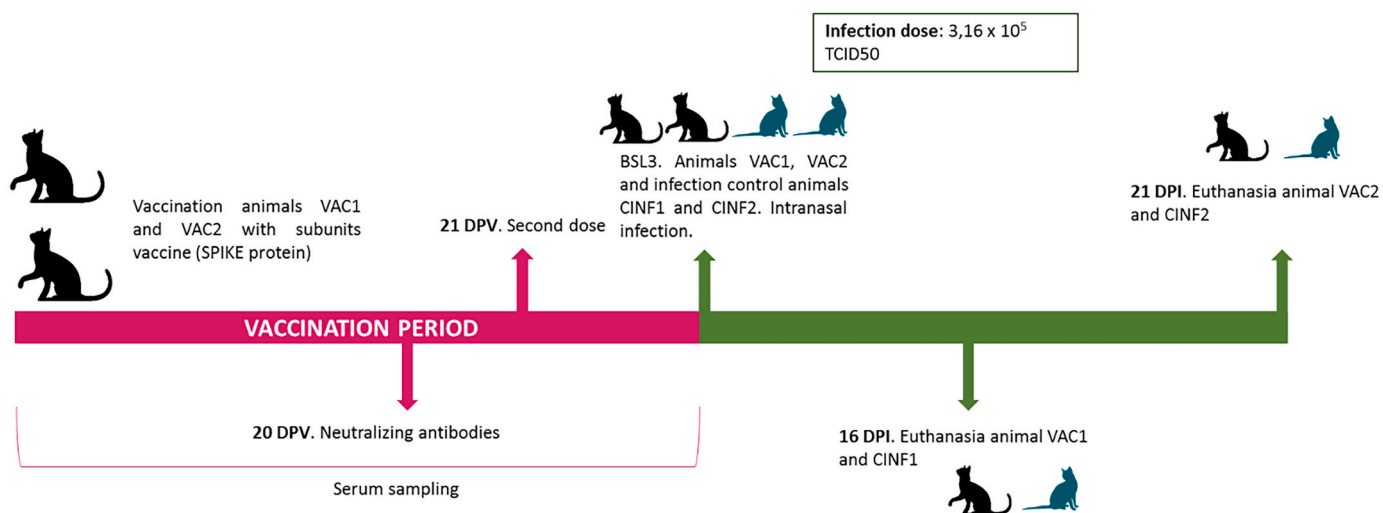 Infection dose: 3,16 x 10⁵
TCID50
Vaccination animals VAC1
and VAC2 with subunits
vaccine (SPIKE protein)
21 DPV. Second dose
BSL3. Animals VAC1, VAC2
and infection control animals
CINF1 and CINF2. Intranasal
infection.
21 DPI. Euthanasia animal VAC2
and CINF2
VACCINATION PERIOD
20 DPV. Neutralizing antibodies
Serum sampling
16 DPI. Euthanasia animal VAC1
and CINF1